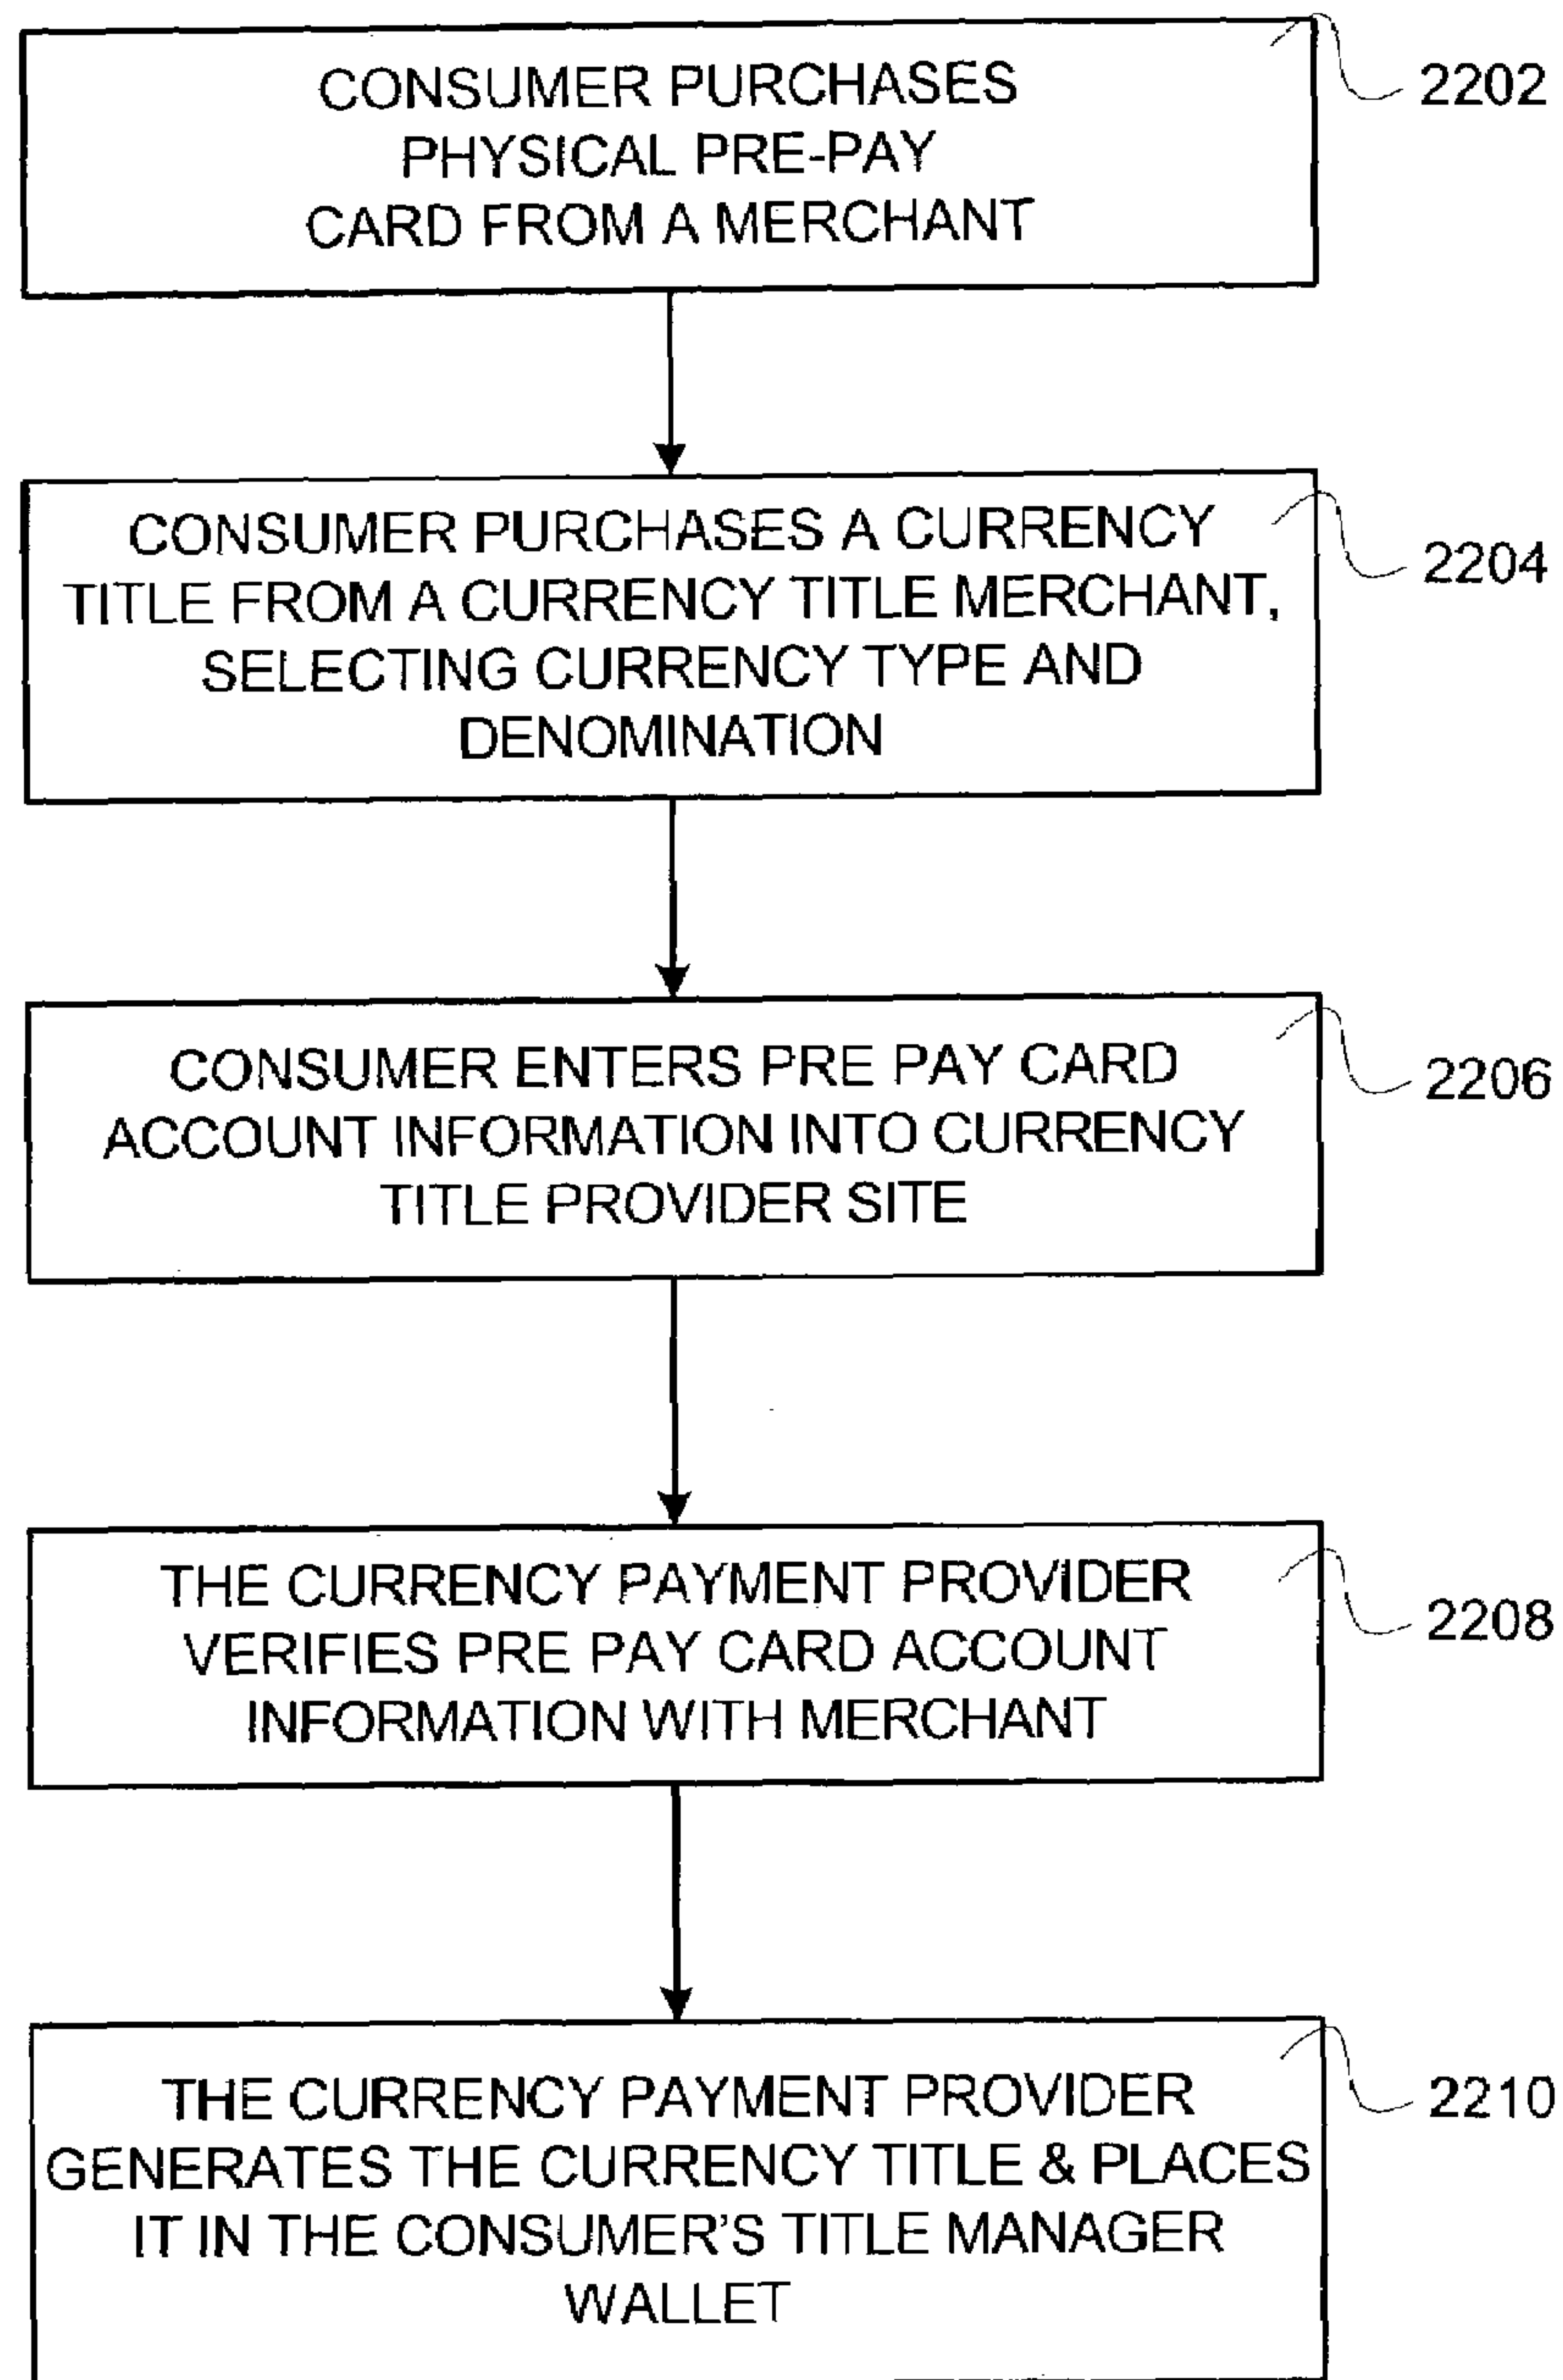 CONSUMER PURCHASES
PHYSICAL PRE-PAY
CARD FROM A MERCHANT
2202
CONSUMER PURCHASES A CURRENCY
TITLE FROM A CURRENCY TITLE MERCHANT,
SELECTING CURRENCY TYPE AND
DENOMINATION
2204
CONSUMER ENTERS PRE PAY CARD
ACCOUNT INFORMATION INTO CURRENCY
TITLE PROVIDER SITE
2206
THE CURRENCY PAYMENT PROVIDER
VERIFIES PRE PAY CARD ACCOUNT
INFORMATION WITH MERCHANT
2208
THE CURRENCY PAYMENT PROVIDER
GENERATES THE CURRENCY TITLE & PLACES
IT IN THE CONSUMER'S TITLE MANAGER
WALLET
2210